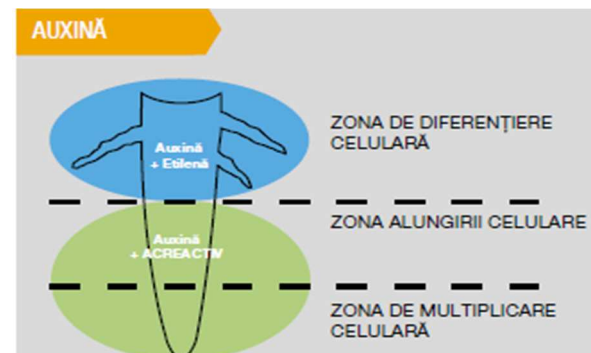 AUXINĂ
Auxină
+ Etilenă
ZONA DE DIFERENȚIERE
CELULARĂ
ZONA ALUNGIRII CELULARE
Auxină
+ ACREACTIV
ZONA DE MULTIPLICARE
CELULARĂ